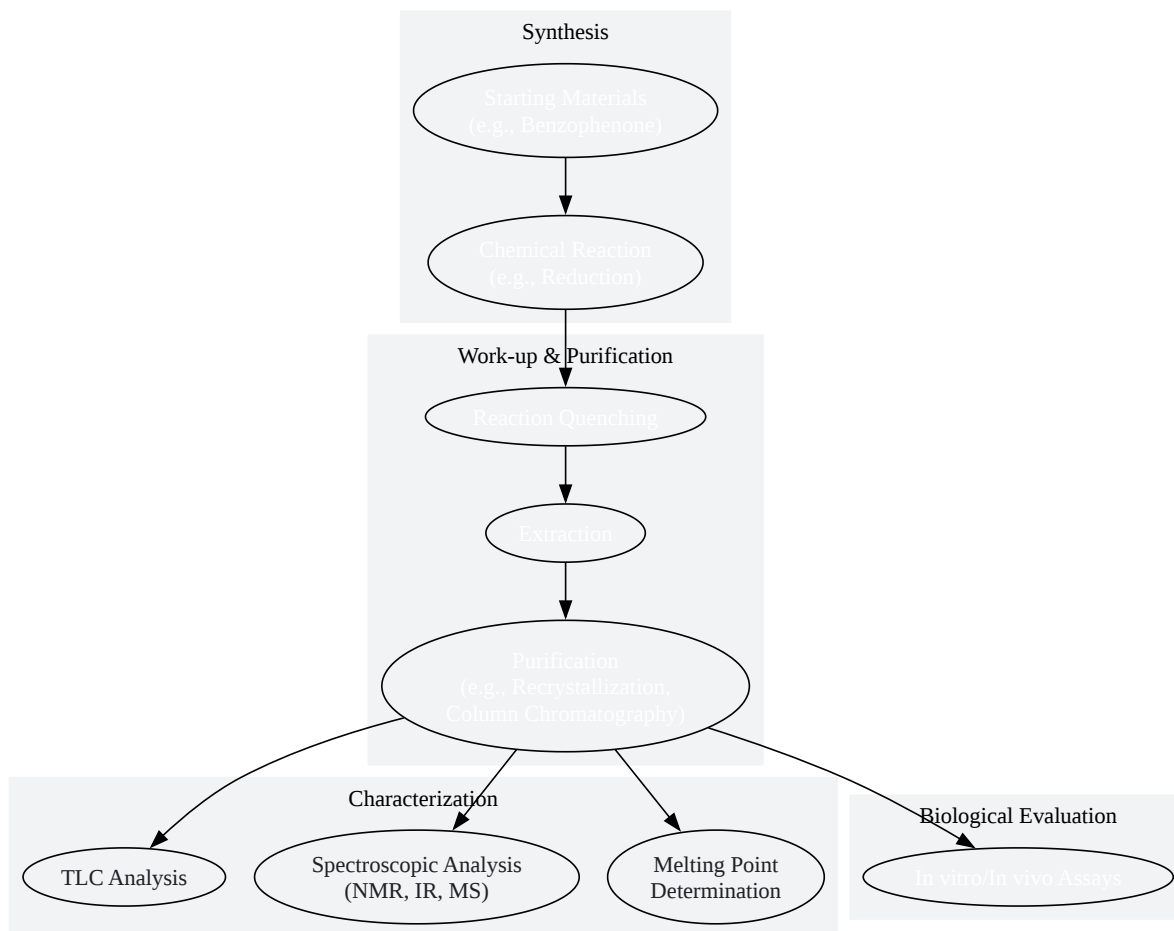 Synthesis
Starting Materials
(e.g., Benzophenone)
Chemical Reaction
(e.g., Reduction)
Work-up & Purification
Reaction Quenching
Extraction
Purification
(e.g., Recrystallization,
Column Chromatography)
Characterization
TLC Analysis
Spectroscopic Analysis
(NMR, IR, MS)
Melting Point
Determination
Biological Evaluation
In vitro/In vivo Assays